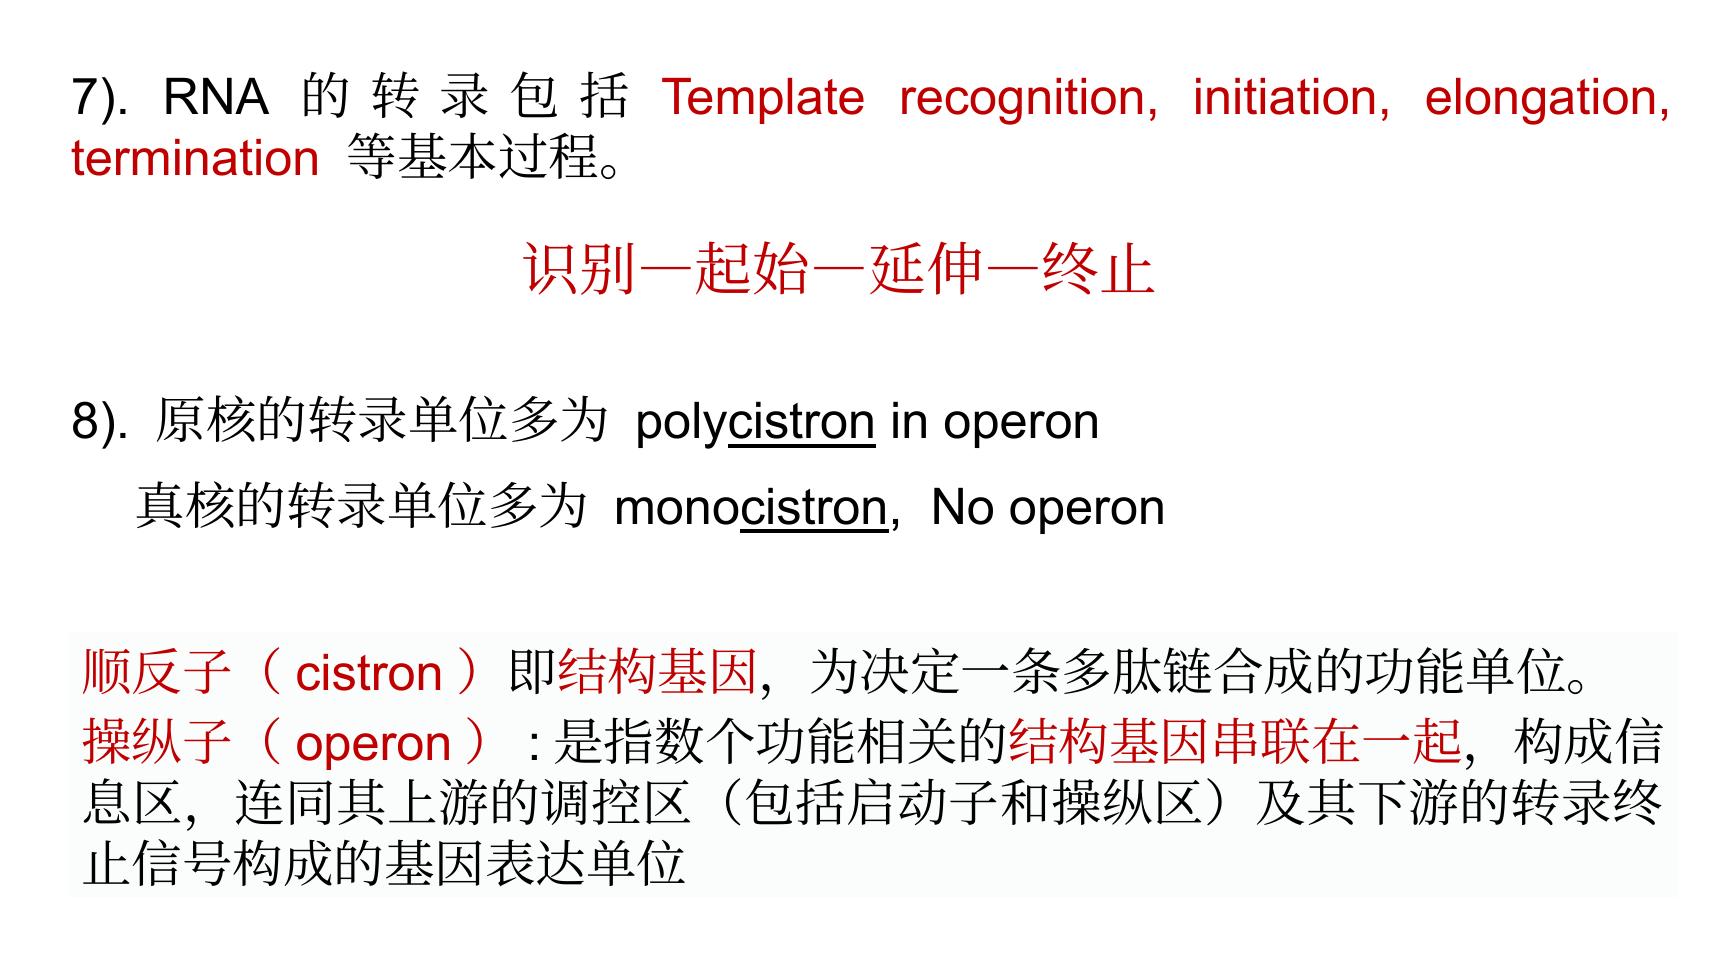 7). RNA 的转录包括 Template recognition, initiation, elongation,
termination 等基本过程。
识别—起始—延伸—终止
8). 原核的转录单位多为 polycistron in operon
真核的转录单位多为 monocistron, No operon
顺反子（ cistron ）即结构基因，为决定一条多肽链合成的功能单位。
操纵子（ operon ） : 是指数个功能相关的结构基因串联在一起，构成信
息区，连同其上游的调控区（包括启动子和操纵区）及其下游的转录终
止信号构成的基因表达单位